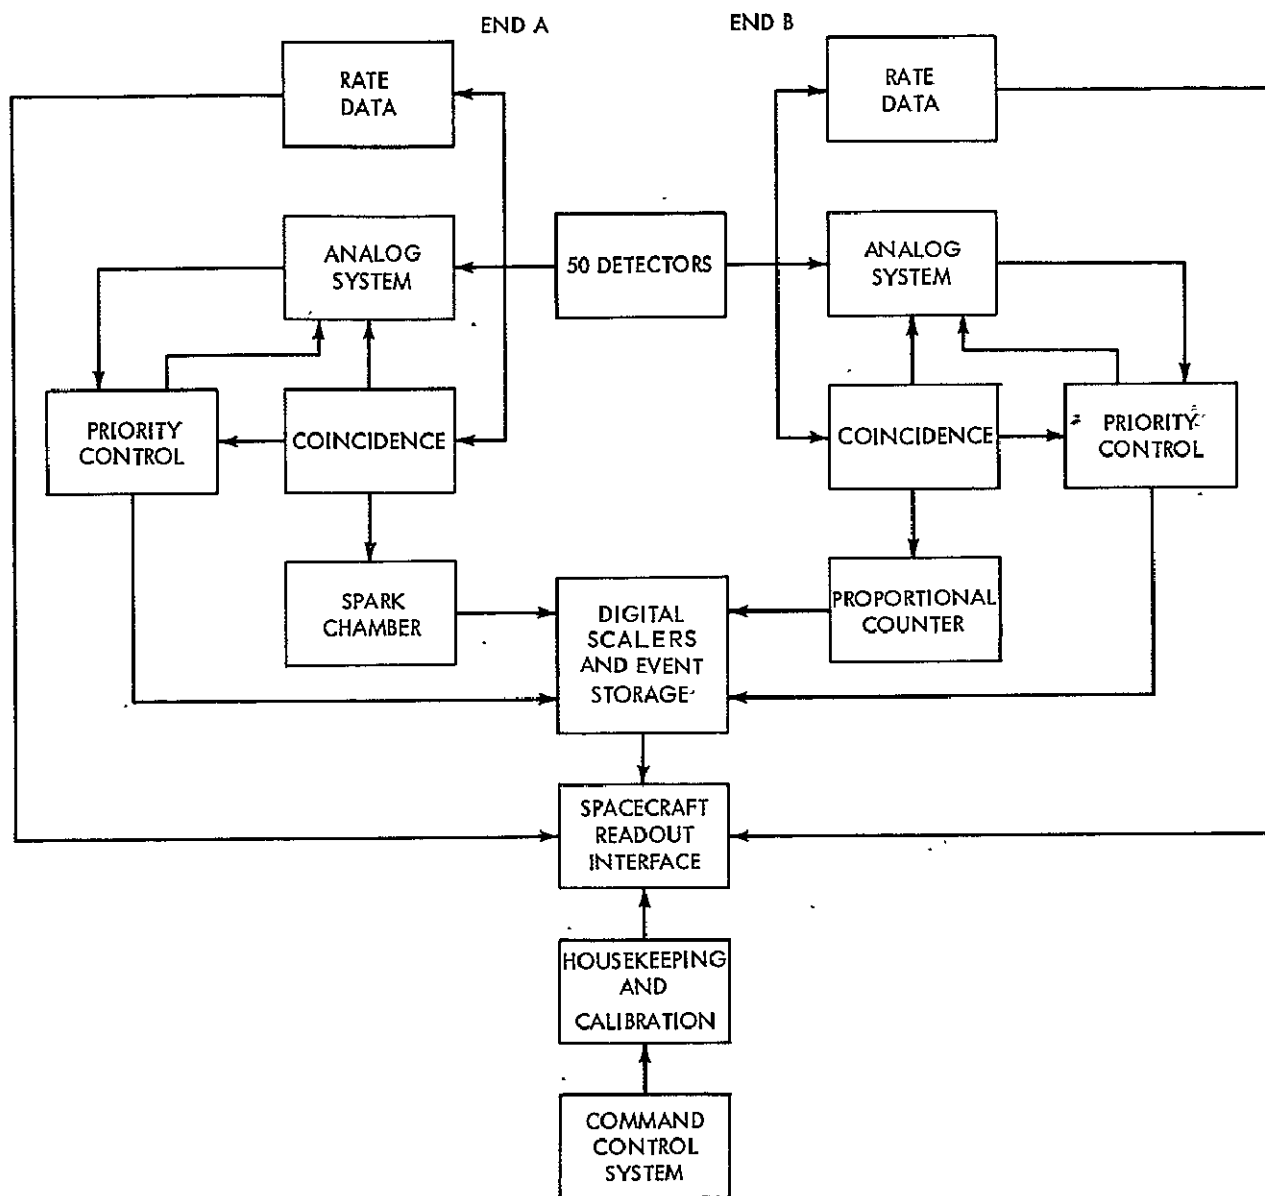 END A
END B
RATE
DATA
RATE
DATA
ANALOG
SYSTEM
50 DETECTORS
ANALOG
SYSTEM
PRIORITY
CONTROL
COINCIDENCE
COINCIDENCE
PRIORITY
CONTROL
SPARK
CHAMBER
DIGITAL
SCALERS
AND EVENT
STORAGE
PROPORTIONAL
COUNTER
SPACECRAFT
READOUT
INTERFACE
HOUSEKEEPING
AND
CALIBRATION
COMMAND
CONTROL
SYSTEM